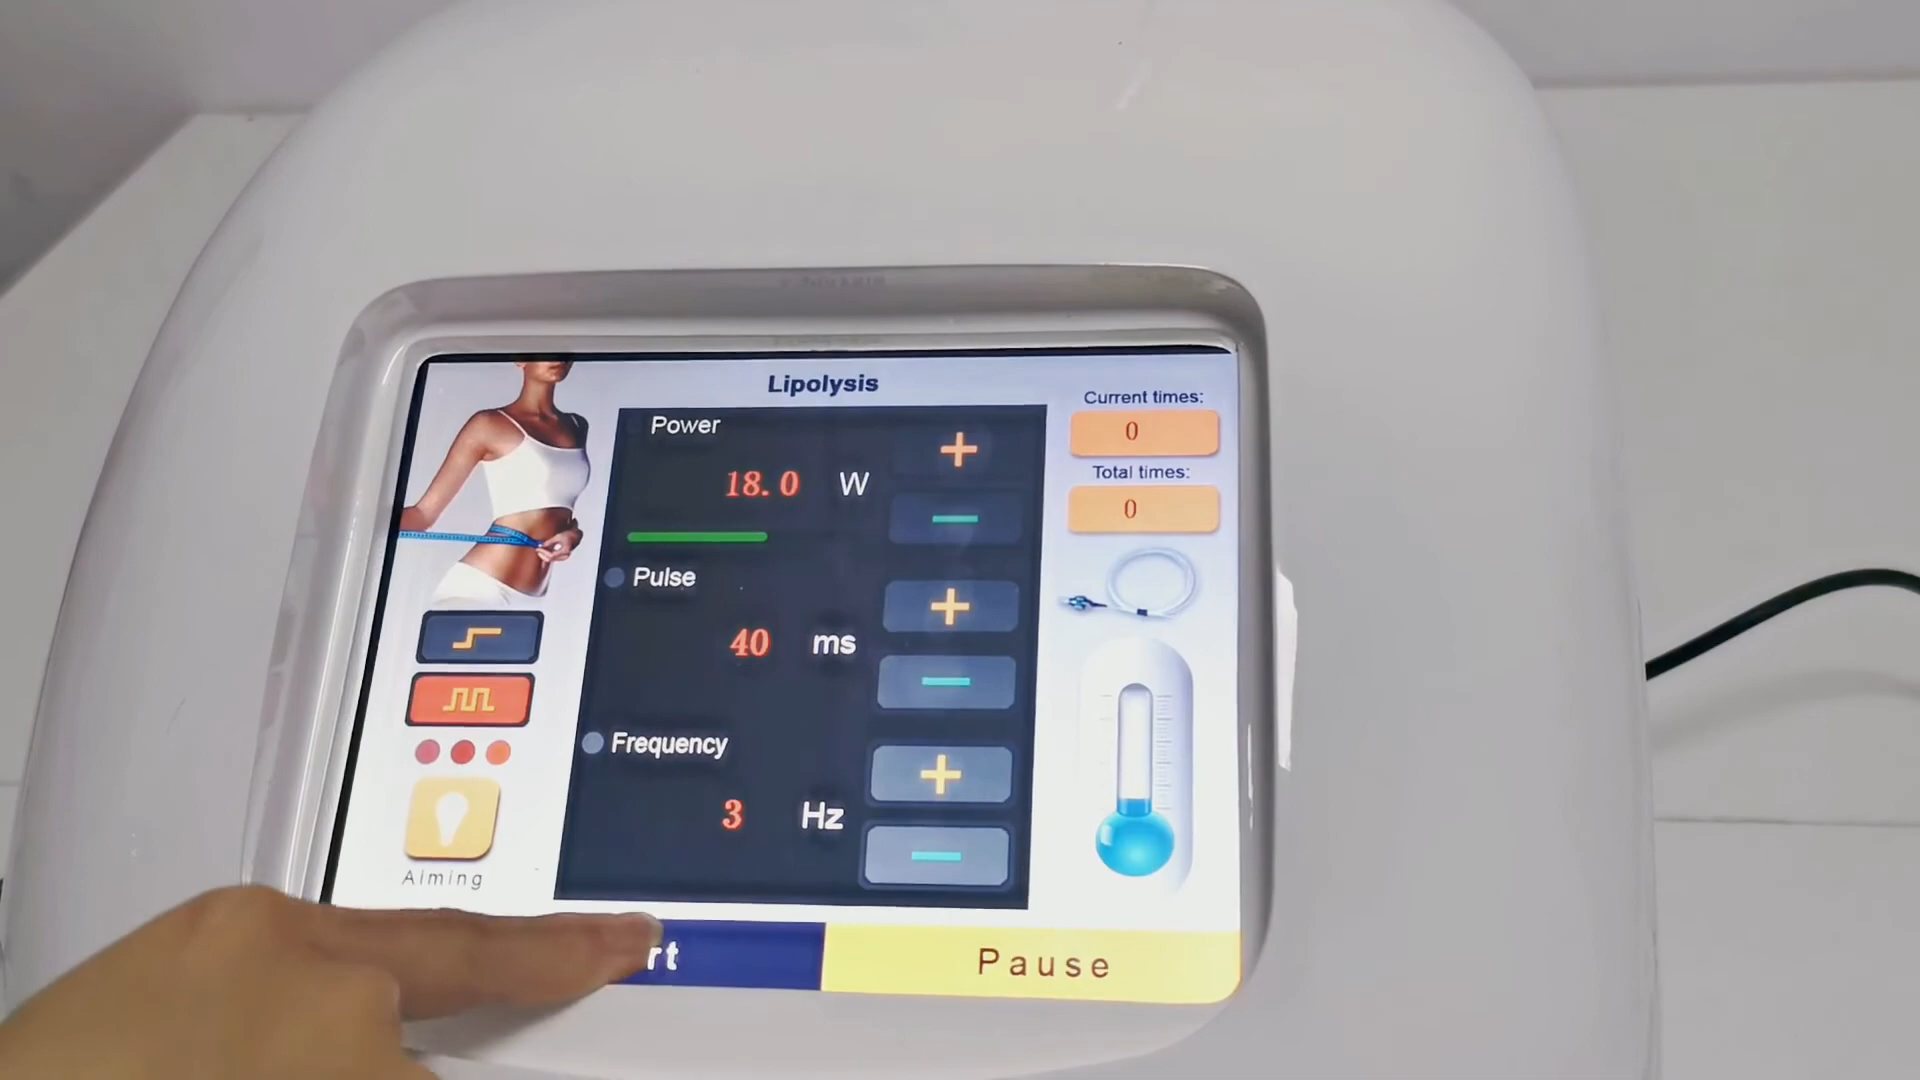 Lipolysis
Power
18.0 W
Pulse
40 ms
Frequency
3 Hz
Current times:
0
Total times:
0
Aiming
rt
Pause